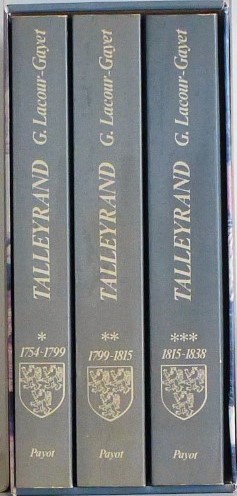 TALLEYRAND G. Lacour-Gayet
*
1754-1799
Payot
TALLEYRAND G. Lacour-Gayet
**
1799-1815
Payot
TALLEYRAND G. Lacour-Gayet
***
1815-1838
Payot